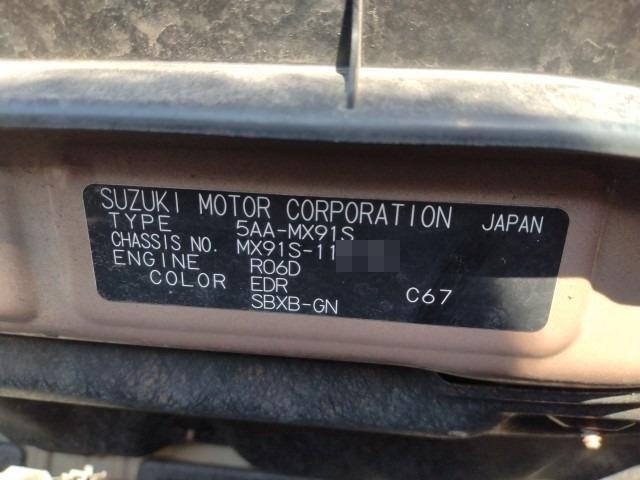 SUZUKI MOTOR CORPORATION JAPAN
TYPE 5AA-MX91S
CHASSIS NO. MX91S-11
ENGINE R06D
COLOR EDR
SBXB-GN C67